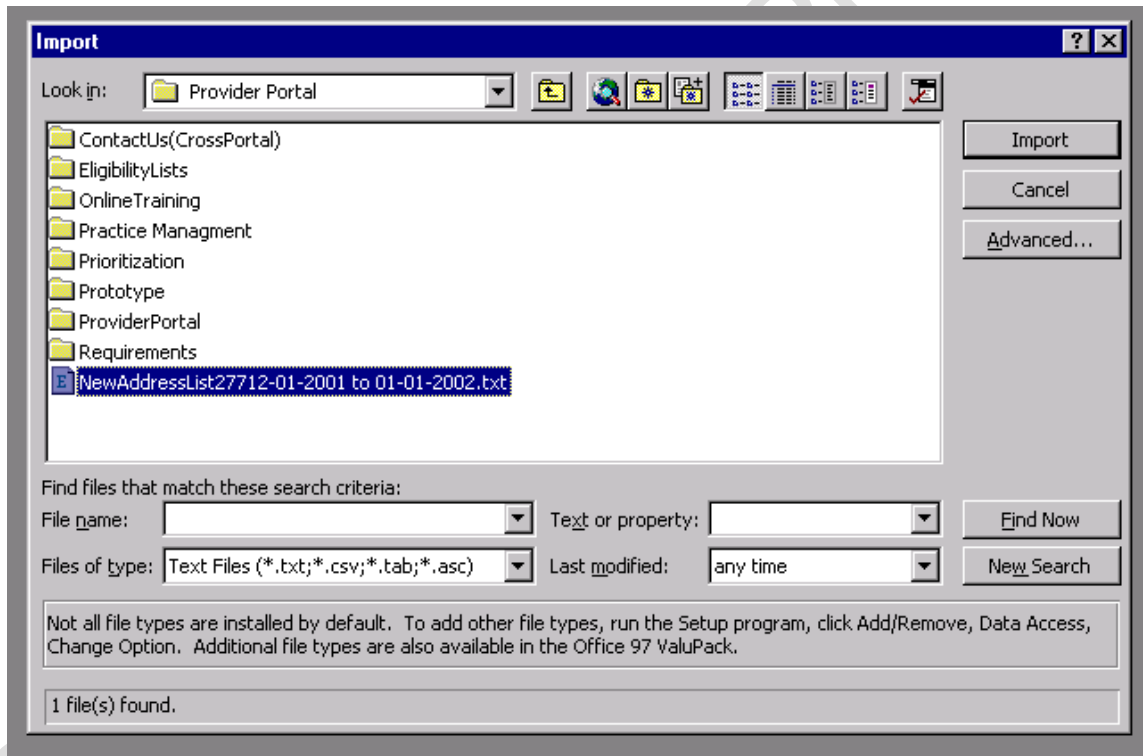 Import
Look in: Provider Portal
ContactUs(CrossPortal)
EligibilityLists
OnlineTraining
Practice Managment
Prioritization
Prototype
ProviderPortal
Requirements
NewAddressList27712-01-2001 to 01-01-2002.txt
Import
Cancel
Advanced...
Find files that match these search criteria:
File name: Text or property: Find Now
Files of type: Text Files (*.txt;*.csv;*.tab;*.asc) Last modified: any time New Search
Not all file types are installed by default. To add other file types, run the Setup program, click Add/Remove, Data Access,
Change Option. Additional file types are also available in the Office 97 ValuPack.
1 file(s) found.